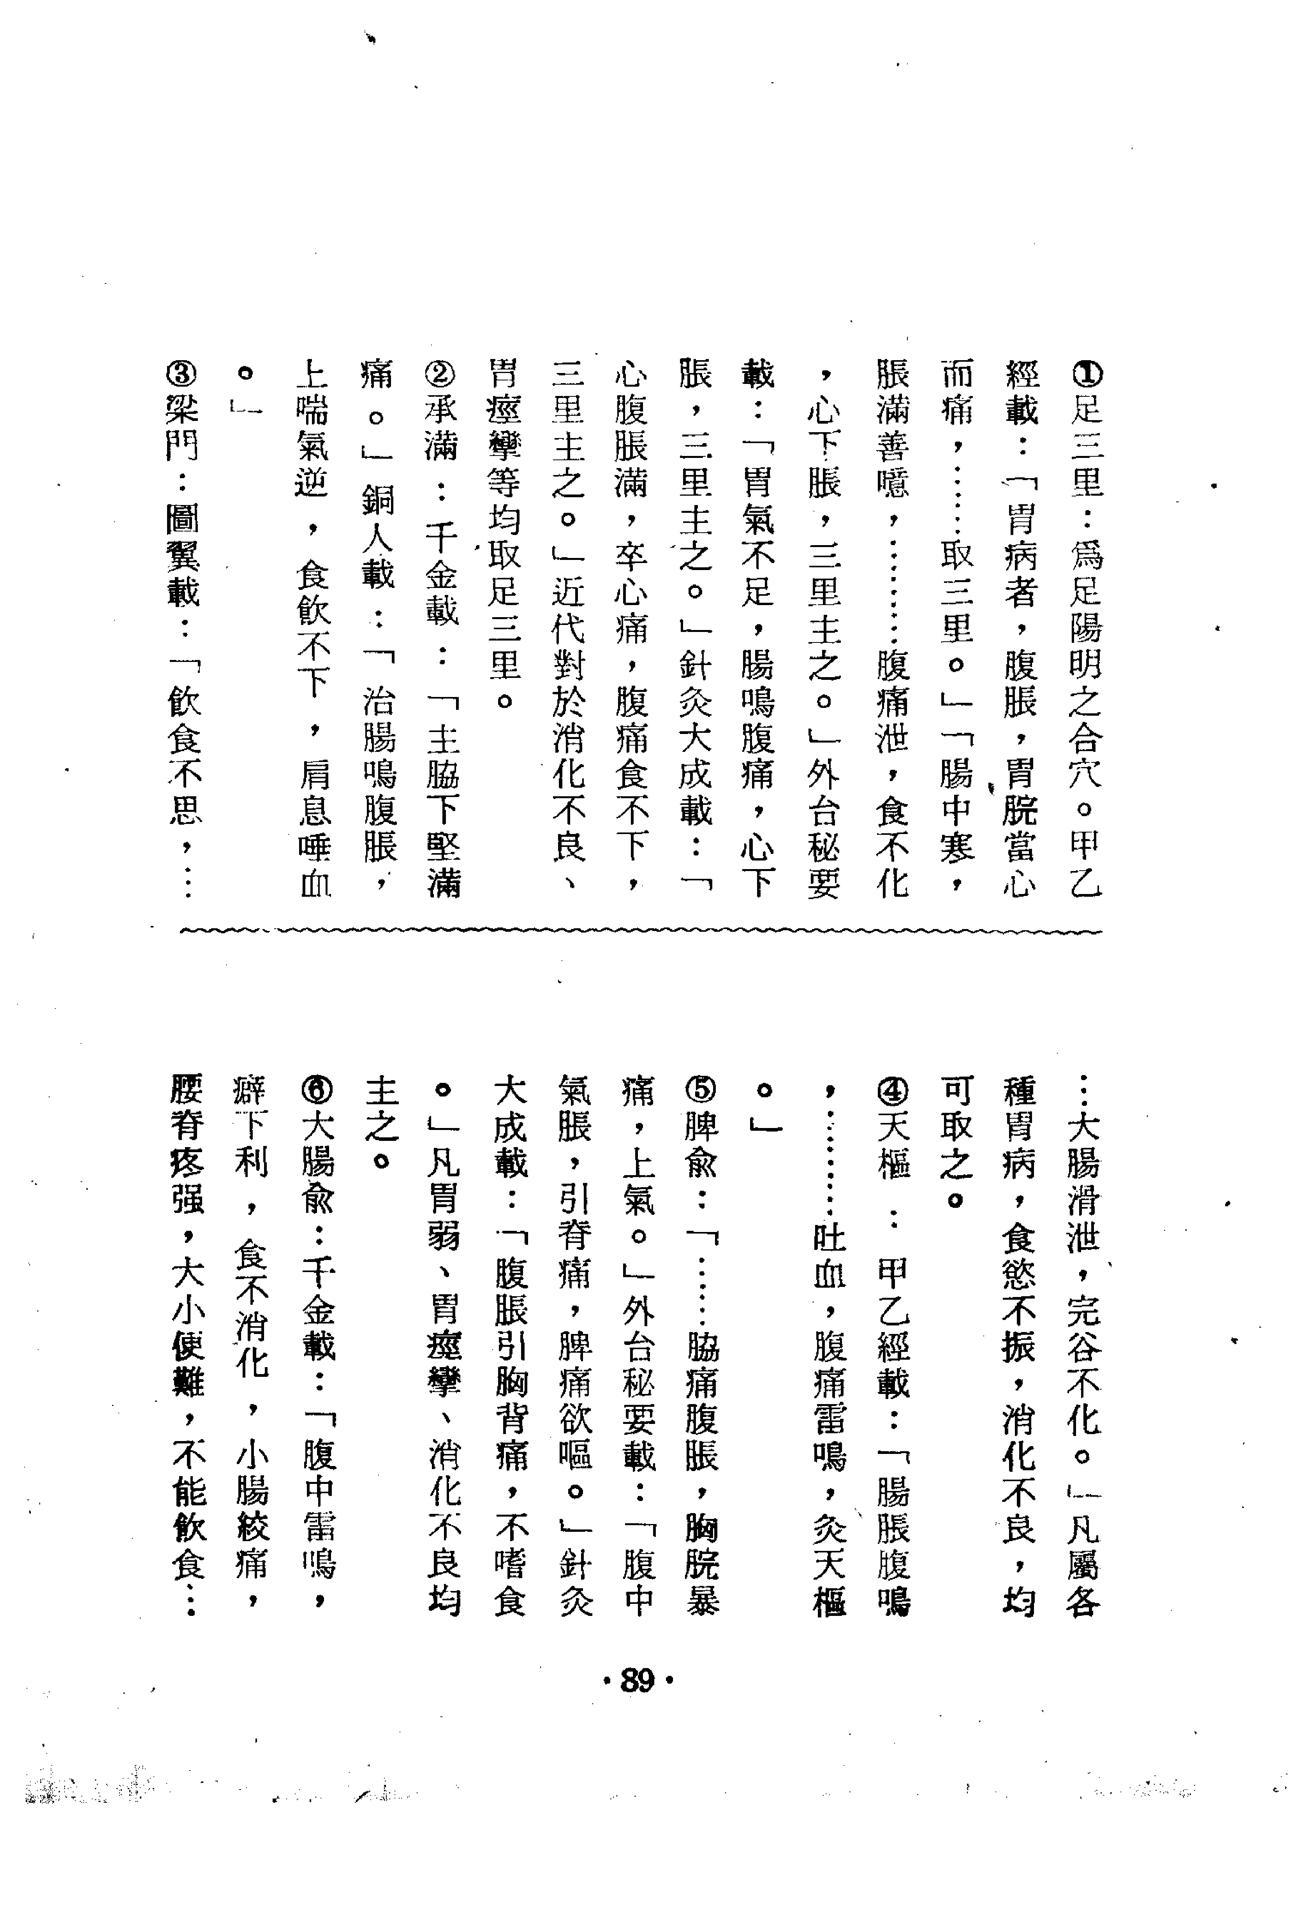 ①足三里：爲足陽明之合穴。甲乙
經載：「胃病者，腹脹，胃脘當心
而痛，……取三里。」「腸中寒，
脹滿善噫，………腹痛泄，食不化
，心下脹，三里主之。」外台秘要
載：「胃氣不足，腸鳴腹痛，心下
脹，三里主之。」針灸大成載：「
心腹脹滿，卒心痛，腹痛食不下，
三里主之。」近代對於消化不良、
胃痙攣等均取足三里。
②承滿：千金載：「主脇下堅滿
痛。」銅人載：「治腸鳴腹脹，
上喘氣逆，食飲不下，肩息唾血
。」
③梁門：圖翼載：「飲食不思，…
…大腸滑泄，完谷不化。」凡屬各
種胃病，食慾不振，消化不良，均
可取之。
④天樞：甲乙經載：「腸脹腹鳴
，………吐血，腹痛雷鳴，灸天樞
。」
⑤脾兪：「……脇痛腹脹，胸脘暴
痛，上氣。」外台秘要載：「腹中
氣脹，引脊痛，脾痛欲嘔。」針灸
大成載：「腹脹引胸背痛，不嗜食
。」凡胃弱、胃痙攣、消化不良均
主之。
⑥大腸兪：千金載：「腹中雷鳴，
癖下利，食不消化，小腸絞痛，
腰脊疼强，大小便難，不能飲食…
·89·